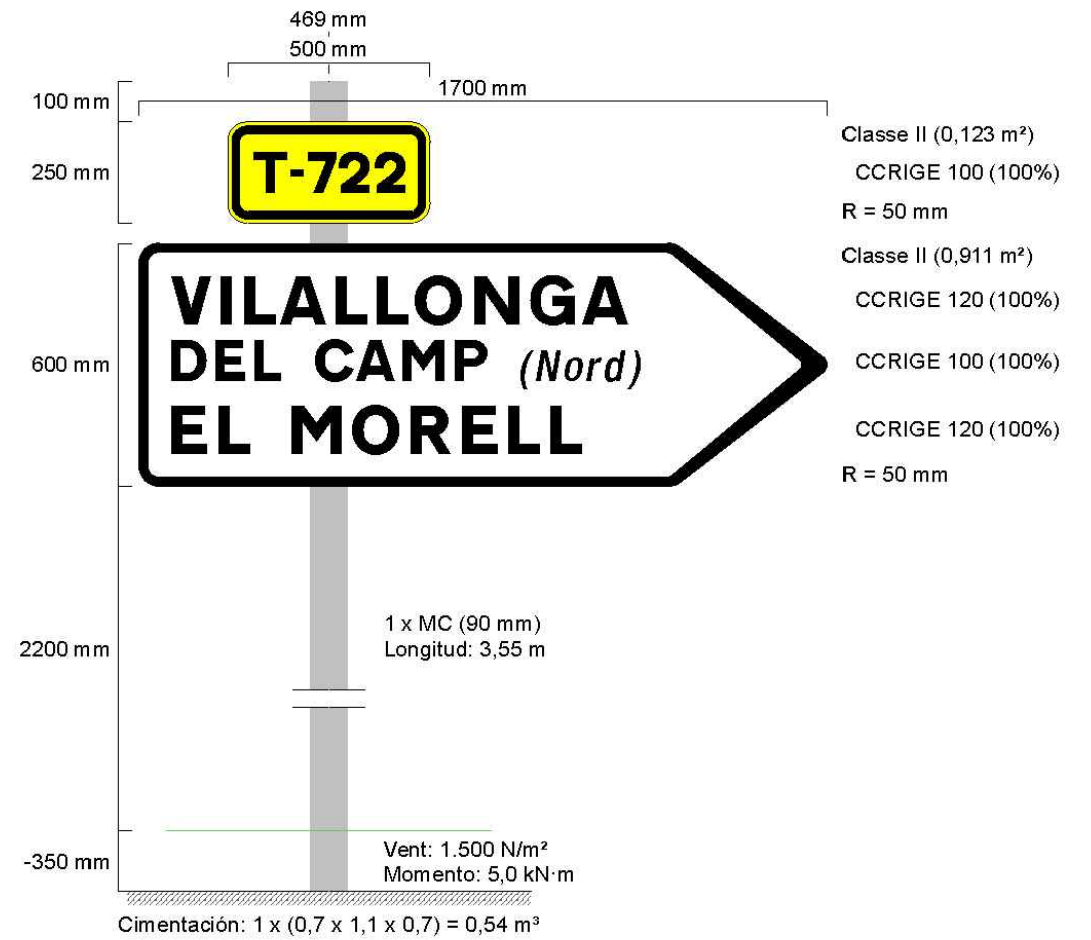 469 mm
500 mm
1700 mm
100 mm
250 mm
T-722
Classe II (0,123 m²)
CCRIGE 100 (100%)
R = 50 mm
600 mm
VILALLONGA
DEL CAMP (Nord)
EL MORELL
Classe II (0,911 m²)
CCRIGE 120 (100%)
CCRIGE 100 (100%)
CCRIGE 120 (100%)
R = 50 mm
2200 mm
1 x MC (90 mm)
Longitud: 3,55 m
-350 mm
Vent: 1.500 N/m²
Momento: 5,0 kN·m
Cimentación: 1 x (0,7 x 1,1 x 0,7) = 0,54 m³